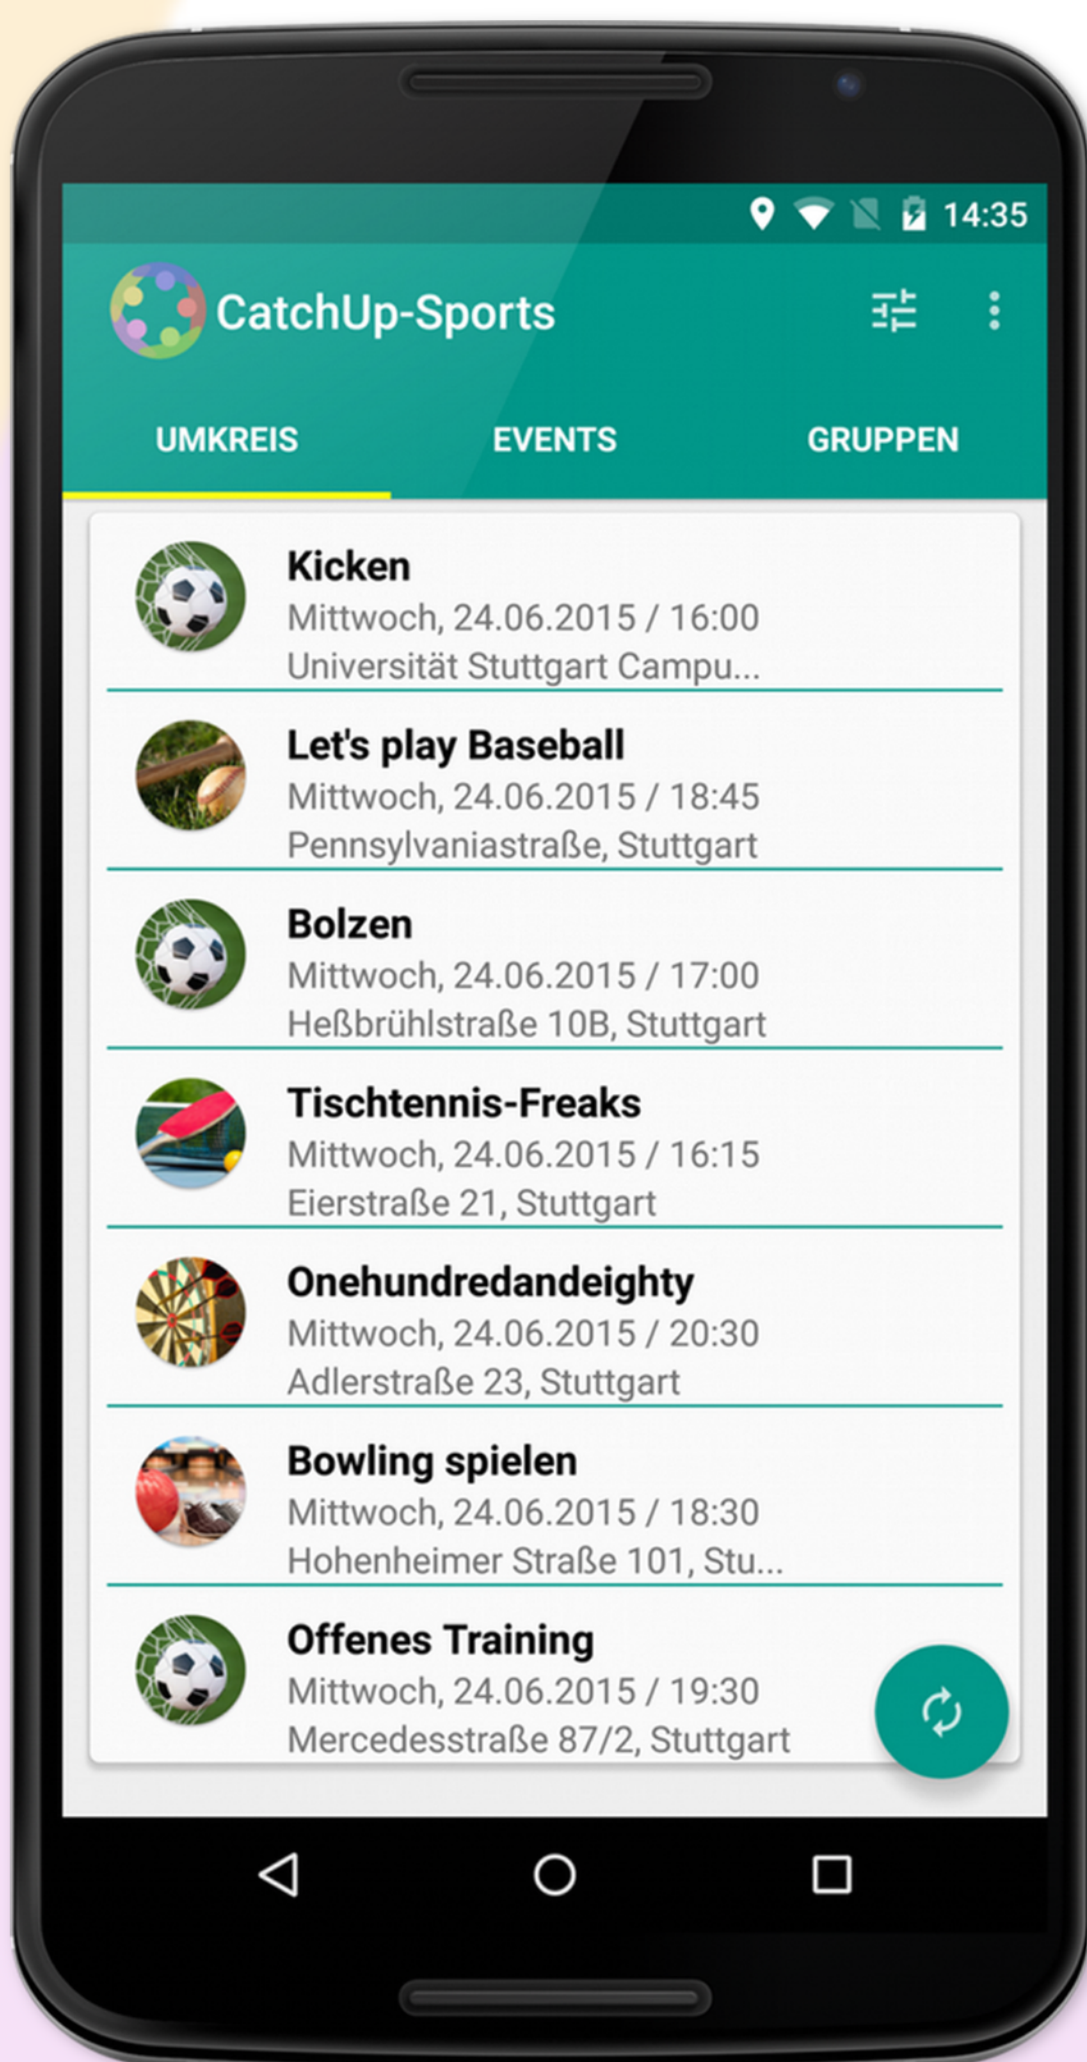 14:35
CatchUp-Sports
UMKREIS EVENTS GRUPPEN
Kicken
Mittwoch, 24.06.2015 / 16:00
Universität Stuttgart Campu...
Let's play Baseball
Mittwoch, 24.06.2015 / 18:45
Pennsylvaniastraße, Stuttgart
Bolzen
Mittwoch, 24.06.2015 / 17:00
Heßbrühlstraße 10B, Stuttgart
Tischtennis-Freaks
Mittwoch, 24.06.2015 / 16:15
Eierstraße 21, Stuttgart
Onehundredandeighty
Mittwoch, 24.06.2015 / 20:30
Adlerstraße 23, Stuttgart
Bowling spielen
Mittwoch, 24.06.2015 / 18:30
Hohenheimer Straße 101, Stu...
Offenes Training
Mittwoch, 24.06.2015 / 19:30
Mercedesstraße 87/2, Stuttgart